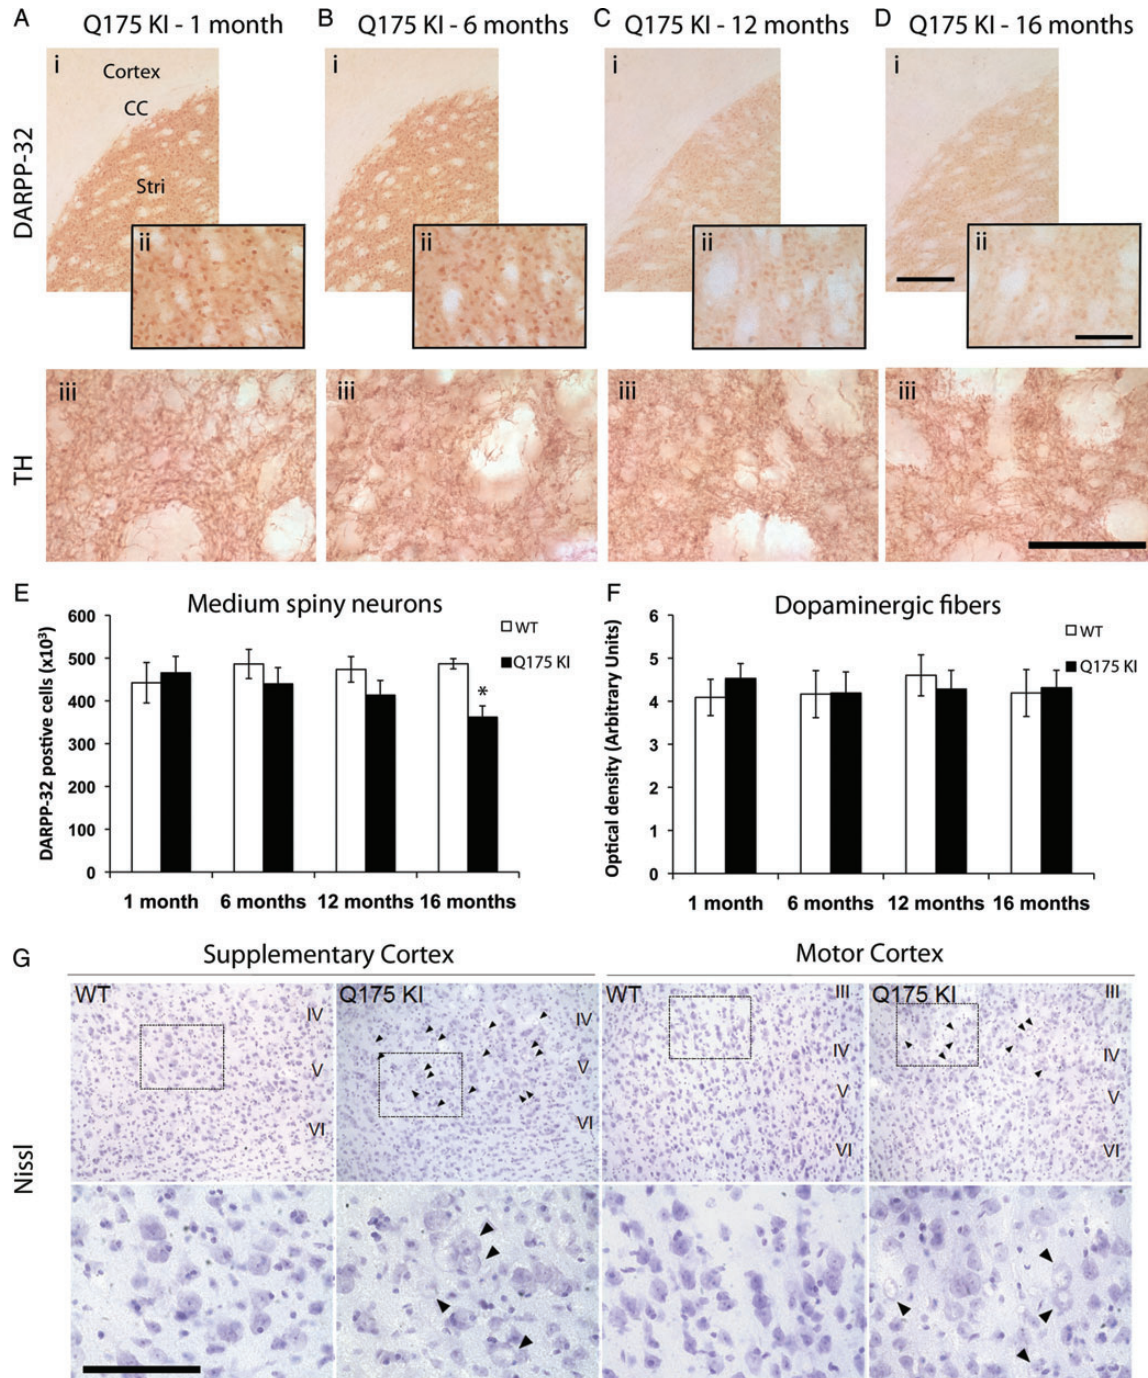 A Q175 KI - 1 month B Q175 KI - 6 months C Q175 KI - 12 months D Q175 KI - 16 months
DARPP-32
i i i i
Cortex
CC
Stri
ii ii ii ii
TH
iii iii iii iii
E Medium spiny neurons
DARPP-32 postive cells (x10³)
600
500
400
300
200
100
0
WT
Q175 KI
*
1 month 6 months 12 months 16 months
F Dopaminergic fibers
Optical density (Arbitrary Units)
6
5
4
3
2
1
0
WT
Q175 KI
1 month 6 months 12 months 16 months
G Supplementary Cortex Motor Cortex
Nissl
WT Q175 KI WT Q175 KI
IV
V
VI
IV
V
VI
III
IV
V
VI
III
IV
V
VI